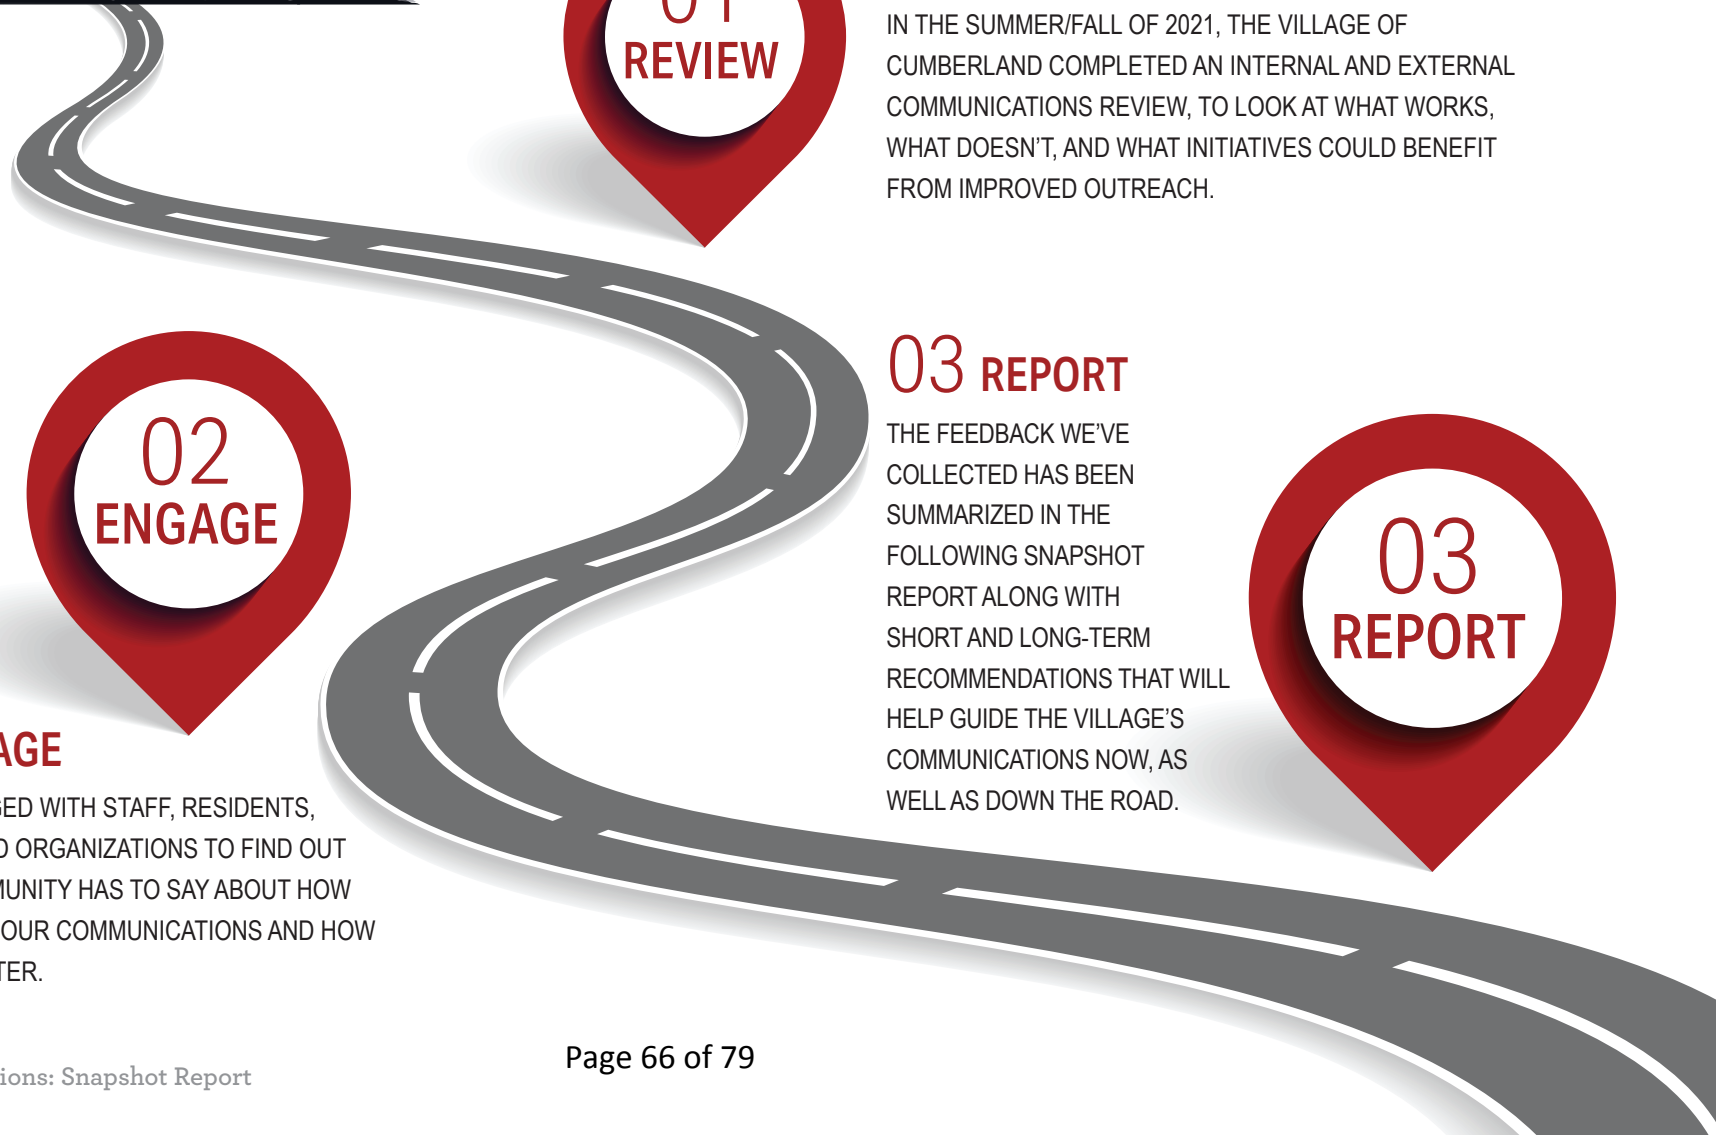 01
REVIEW
IN THE SUMMER/FALL OF 2021, THE VILLAGE OF
CUMBERLAND COMPLETED AN INTERNAL AND EXTERNAL
COMMUNICATIONS REVIEW, TO LOOK AT WHAT WORKS,
WHAT DOESN'T, AND WHAT INITIATIVES COULD BENEFIT
FROM IMPROVED OUTREACH.
02
ENGAGE
AGE
GED WITH STAFF, RESIDENTS,
D ORGANIZATIONS TO FIND OUT
MUNITY HAS TO SAY ABOUT HOW
OUR COMMUNICATIONS AND HOW
TER.
03 REPORT
THE FEEDBACK WE'VE
COLLECTED HAS BEEN
SUMMARIZED IN THE
FOLLOWING SNAPSHOT
REPORT ALONG WITH
SHORT AND LONG-TERM
RECOMMENDATIONS THAT WILL
HELP GUIDE THE VILLAGE'S
COMMUNICATIONS NOW, AS
WELL AS DOWN THE ROAD.
03
REPORT
Page 66 of 79
ions: Snapshot Report